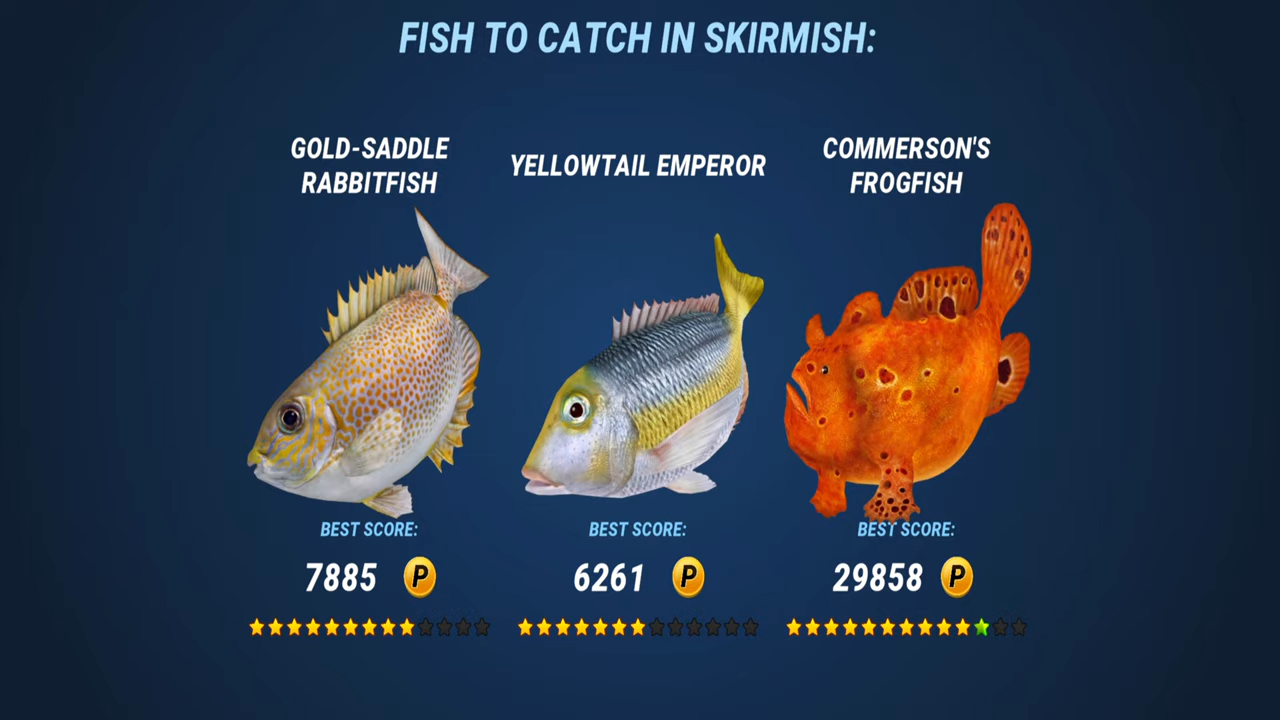 FISH TO CATCH IN SKIRMISH:
GOLD-SADDLE
RABBITFISH
YELLOWTAIL EMPEROR
COMMERSON'S
FROGFISH
BEST SCORE:
BEST SCORE:
BEST SCORE:
7885 P
6261 P
29858 P